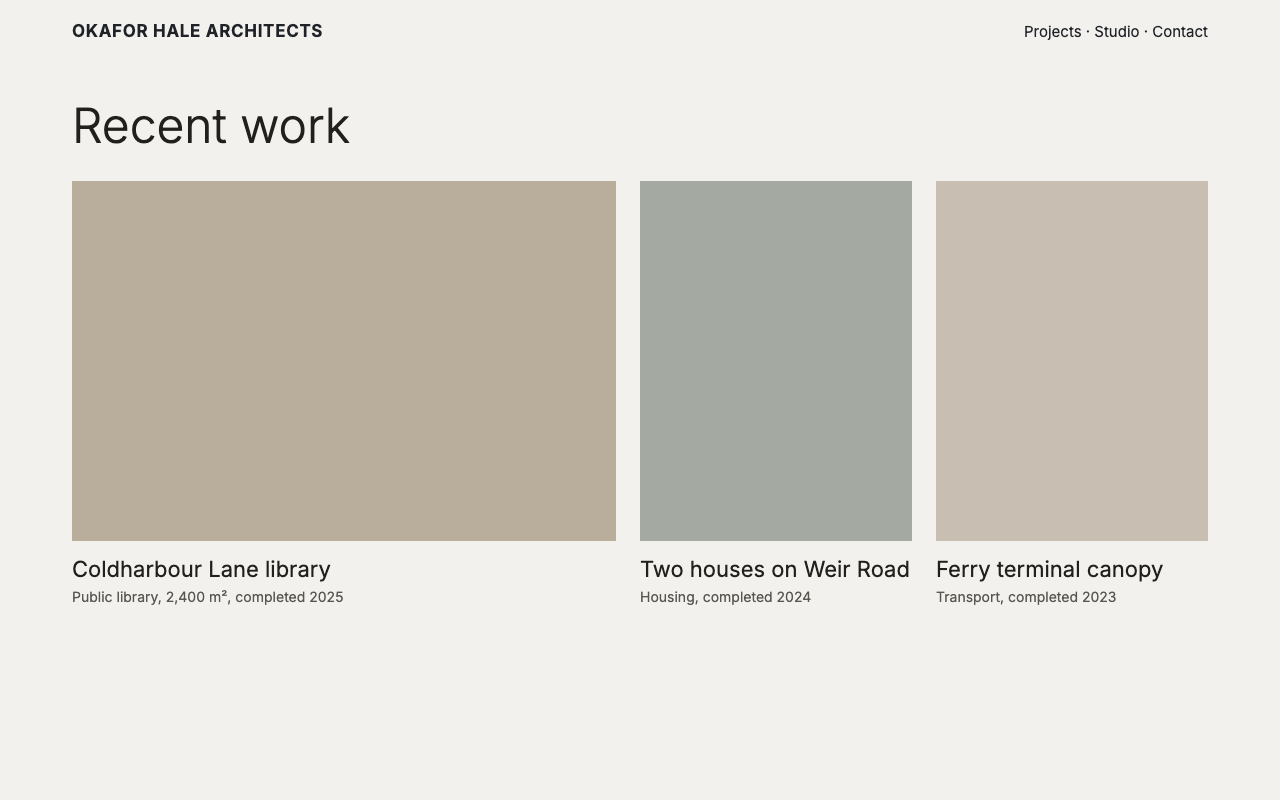 OKAFOR HALE ARCHITECTS
Projects · Studio · Contact
Recent work
Coldharbour Lane library
Public library, 2,400 m², completed 2025
Two houses on Weir Road
Housing, completed 2024
Ferry terminal canopy
Transport, completed 2023